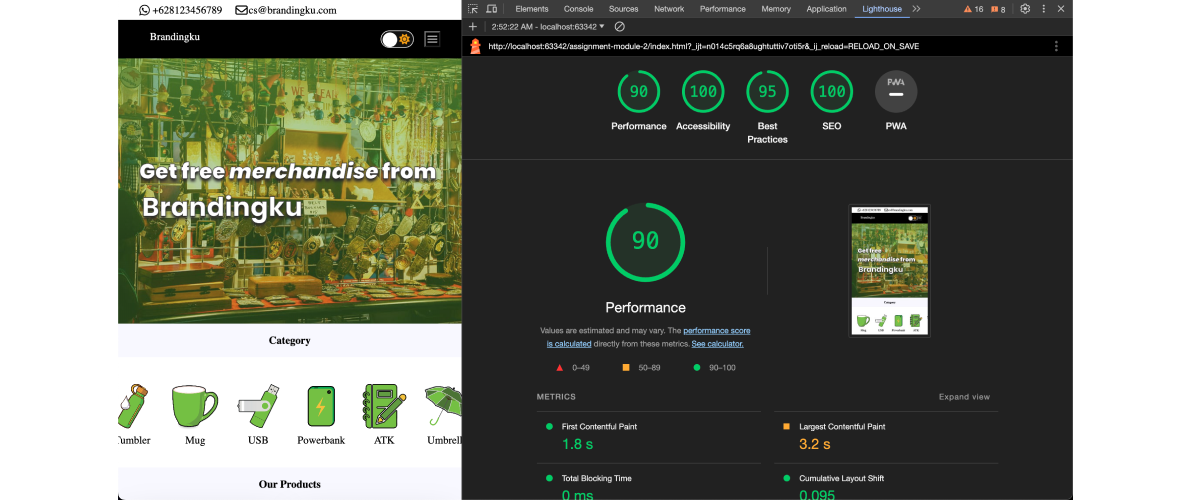 +628123456789 cs@brandingku.com
Brandingku
Get free merchandise from
Brandingku
Category
Tumbler Mug USB Powerbank ATK Umbrell
Our Products
Elements Console Sources Network Performance Memory Application Lighthouse 16 8
2:52:22 AM - localhost:63342
http://localhost:63342/assignment-module-2/index.html?_ijt=n014c5rq6a8ughtuttiv7oti5r&_ij_reload=RELOAD_ON_SAVE
90 100 95 100 PWA
Performance Accessibility Best Practices SEO PWA
90
Performance
Values are estimated and may vary. The performance score
is calculated directly from these metrics. See calculator.
0–49 50–89 90–100
Get free
merchandise from
Brandingku
Category
METRICS Expand view
First Contentful Paint
1.8 s
Largest Contentful Paint
3.2 s
Total Blocking Time
0 ms
Cumulative Layout Shift
0.095